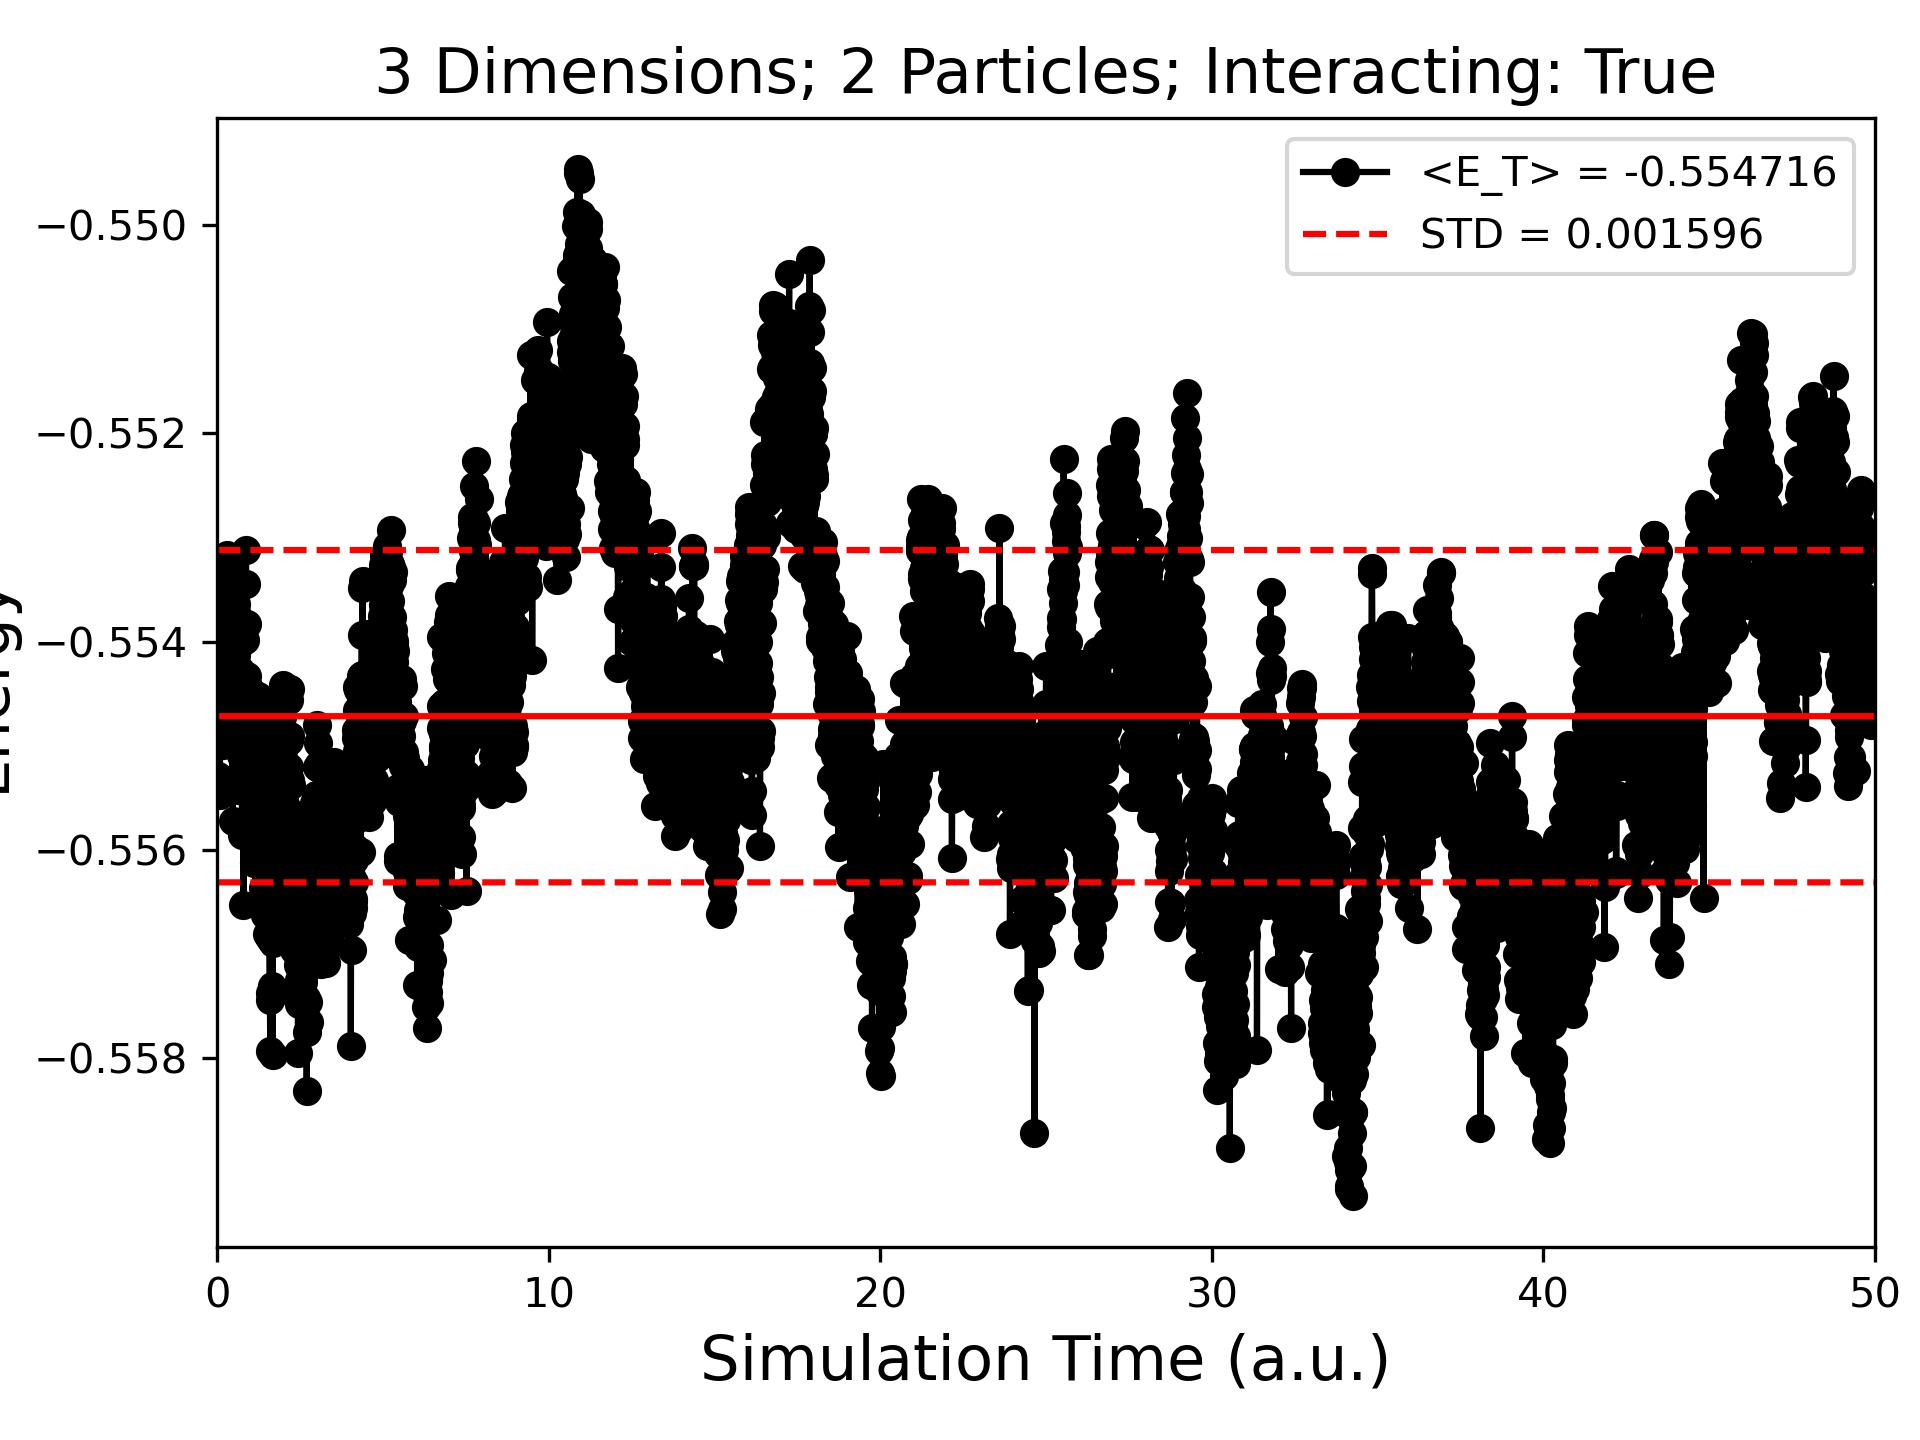 3 Dimensions; 2 Particles; Interacting: True
<E_T> = -0.554716
STD = 0.001596
−0.550
−0.552
−0.554
−0.556
−0.558
Energy
0 10 20 30 40 50
Simulation Time (a.u.)